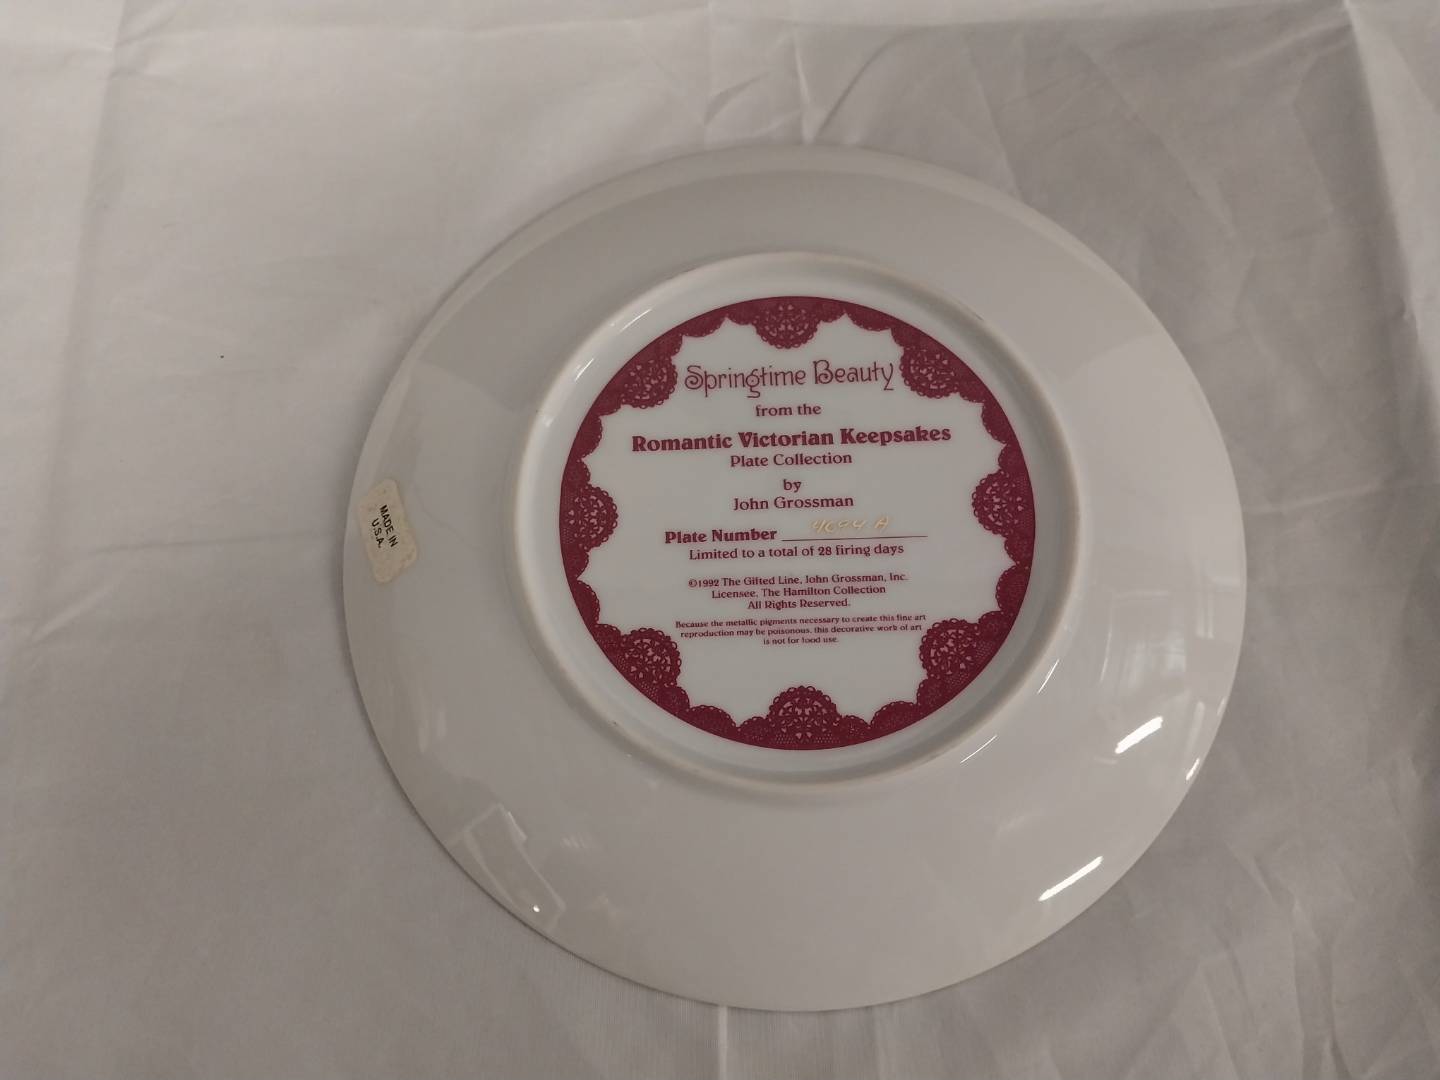 Springtime Beauty
from the
Romantic Victorian Keepsakes
Plate Collection
by
John Grossman
Plate Number 4094 A
Limited to a total of 28 firing days
©1992 The Gifted Line, John Grossman, Inc.
Licensee, The Hamilton Collection
All Rights Reserved.
Because the metallic pigments necessary to create this fine art
reproduction may be poisonous, this decorative work of art
is not for food use.
MADE IN
U.S.A.